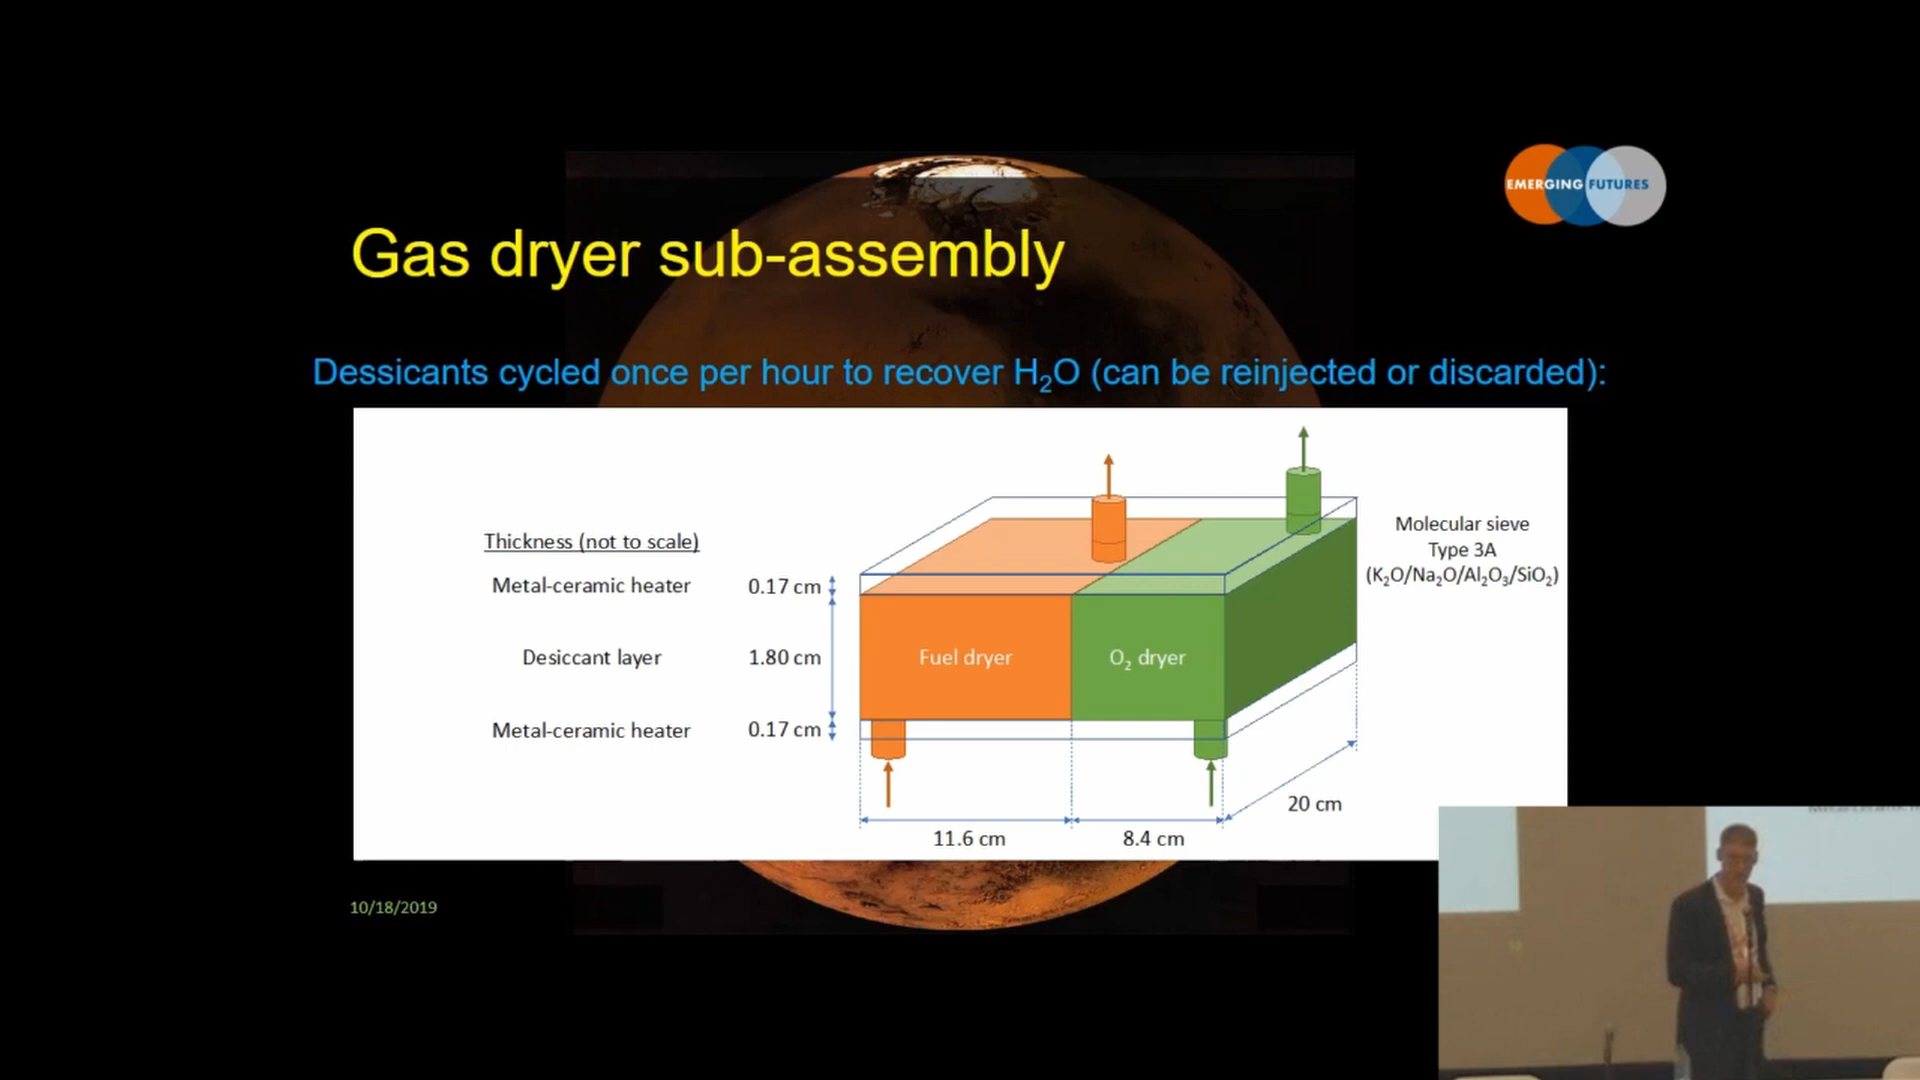 EMERGING FUTURES
Gas dryer sub-assembly
Dessicants cycled once per hour to recover H₂O (can be reinjected or discarded):
Thickness (not to scale)
Metal-ceramic heater 0.17 cm
Desiccant layer 1.80 cm
Metal-ceramic heater 0.17 cm
Fuel dryer
O₂ dryer
Molecular sieve
Type 3A
(K₂O/Na₂O/Al₂O₃/SiO₂)
11.6 cm
8.4 cm
20 cm
10/18/2019